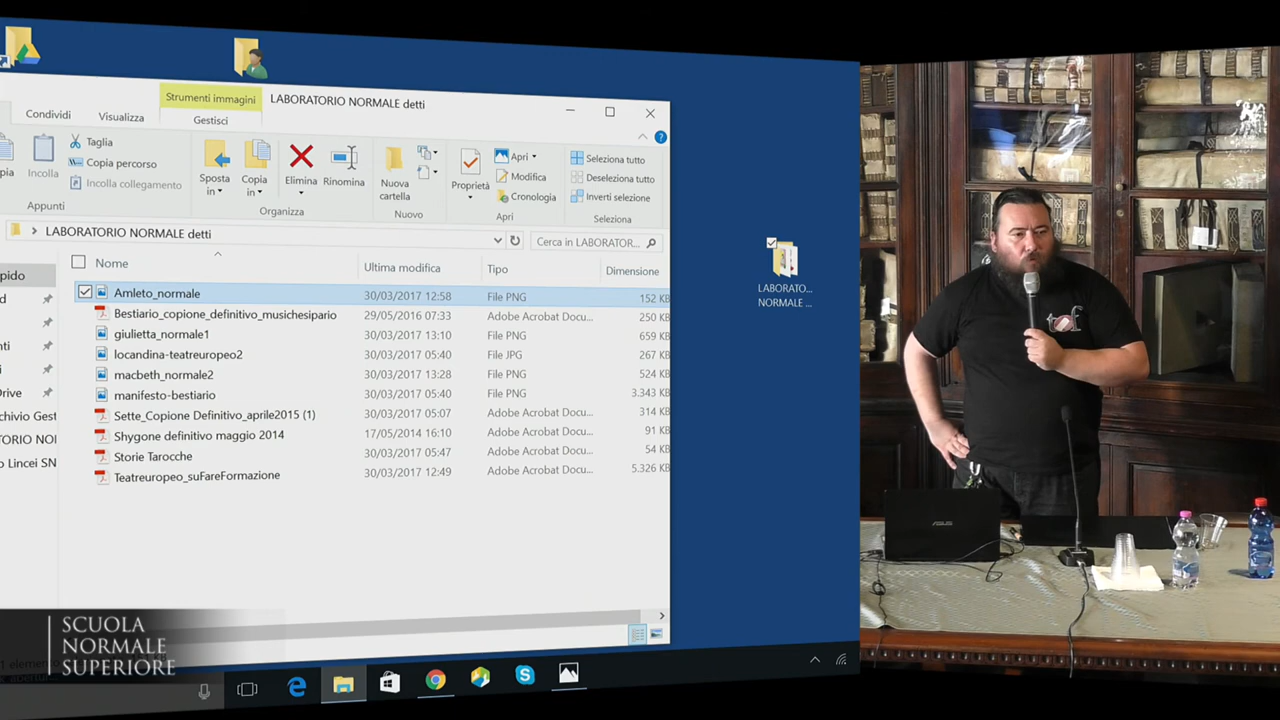 Strumenti immagini
LABORATORIO NORMALE detti
Condividi
Visualizza
Gestisci
Incolla
Taglia
Copia percorso
Incolla collegamento
Appunti
Sposta in
Copia in
Elimina
Rinomina
Organizza
Nuova cartella
Nuovo
Proprietà
Apri
Modifica
Cronologia
Apri
Seleziona tutto
Deseleziona tutto
Inverti selezione
Seleziona
LABORATORIO NORMALE detti
Cerca in LABORATOR...
Nome
Ultima modifica
Tipo
Dimensione
Amleto_normale 30/03/2017 12:58 File PNG 152 KB
Bestiario_copione_definitivo_musichesipario 29/05/2016 07:33 Adobe Acrobat Docu... 250 KB
giulietta_normale1 30/03/2017 13:10 File PNG 659 KB
locandina-teatreuropeo2 30/03/2017 05:40 File JPG 267 KB
macbeth_normale2 30/03/2017 13:28 File PNG 524 KB
manifesto-bestiario 30/03/2017 05:40 File PNG 3.343 KB
Sette_Copione Definitivo_aprile2015 (1) 30/03/2017 05:07 Adobe Acrobat Docu... 314 KB
Shygone definitivo maggio 2014 17/05/2014 16:10 Adobe Acrobat Docu... 91 KB
Storie Tarocche 30/03/2017 05:47 Adobe Acrobat Docu... 54 KB
Teatreuropeo_suFareFormazione 30/03/2017 12:49 Adobe Acrobat Docu... 5.326 KB
LABORATO...
NORMALE ...
SCUOLA
NORMALE
SUPERIORE
tof
ASUS